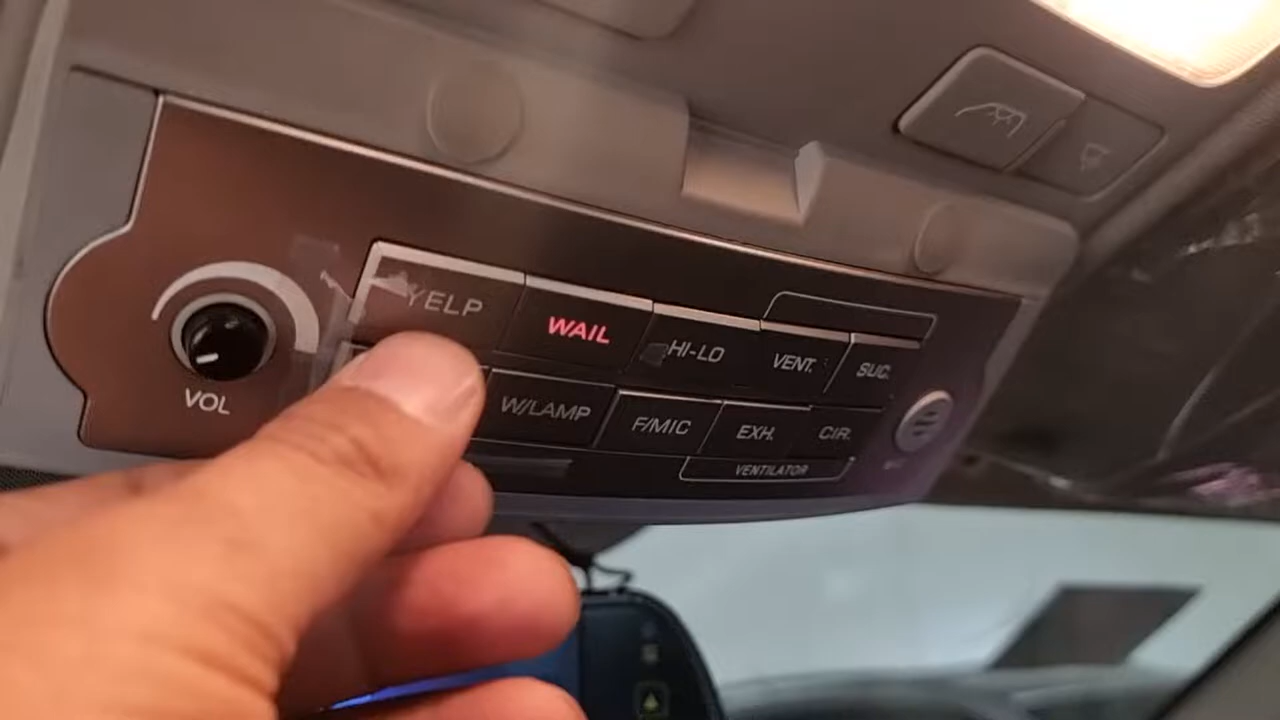 YELP WAIL HI-LO VENT. SUC.
VOL W/LAMP F/MIC EXH. CIR.
VENTILATOR